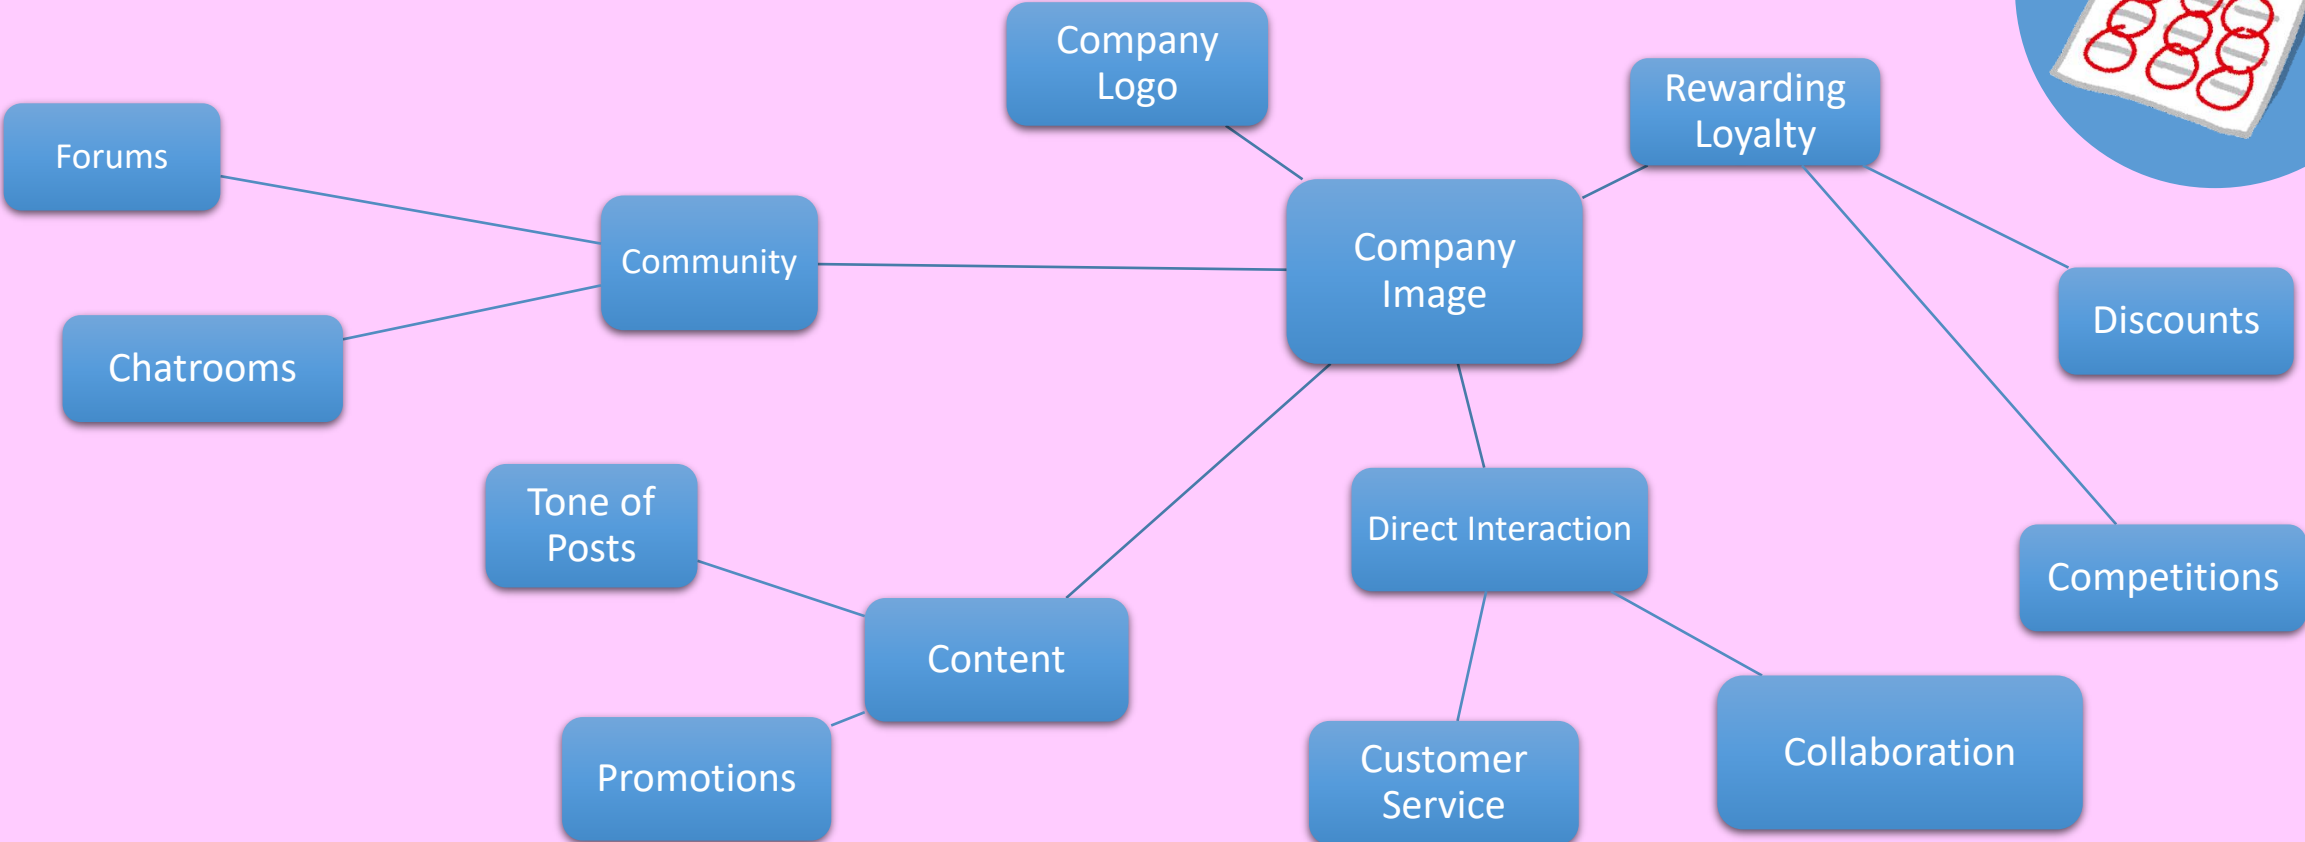 Company
Logo
Rewarding
Loyalty
Forums
Community
Company
Image
Discounts
Chatrooms
Tone of
Posts
Direct Interaction
Competitions
Content
Promotions
Customer
Service
Collaboration